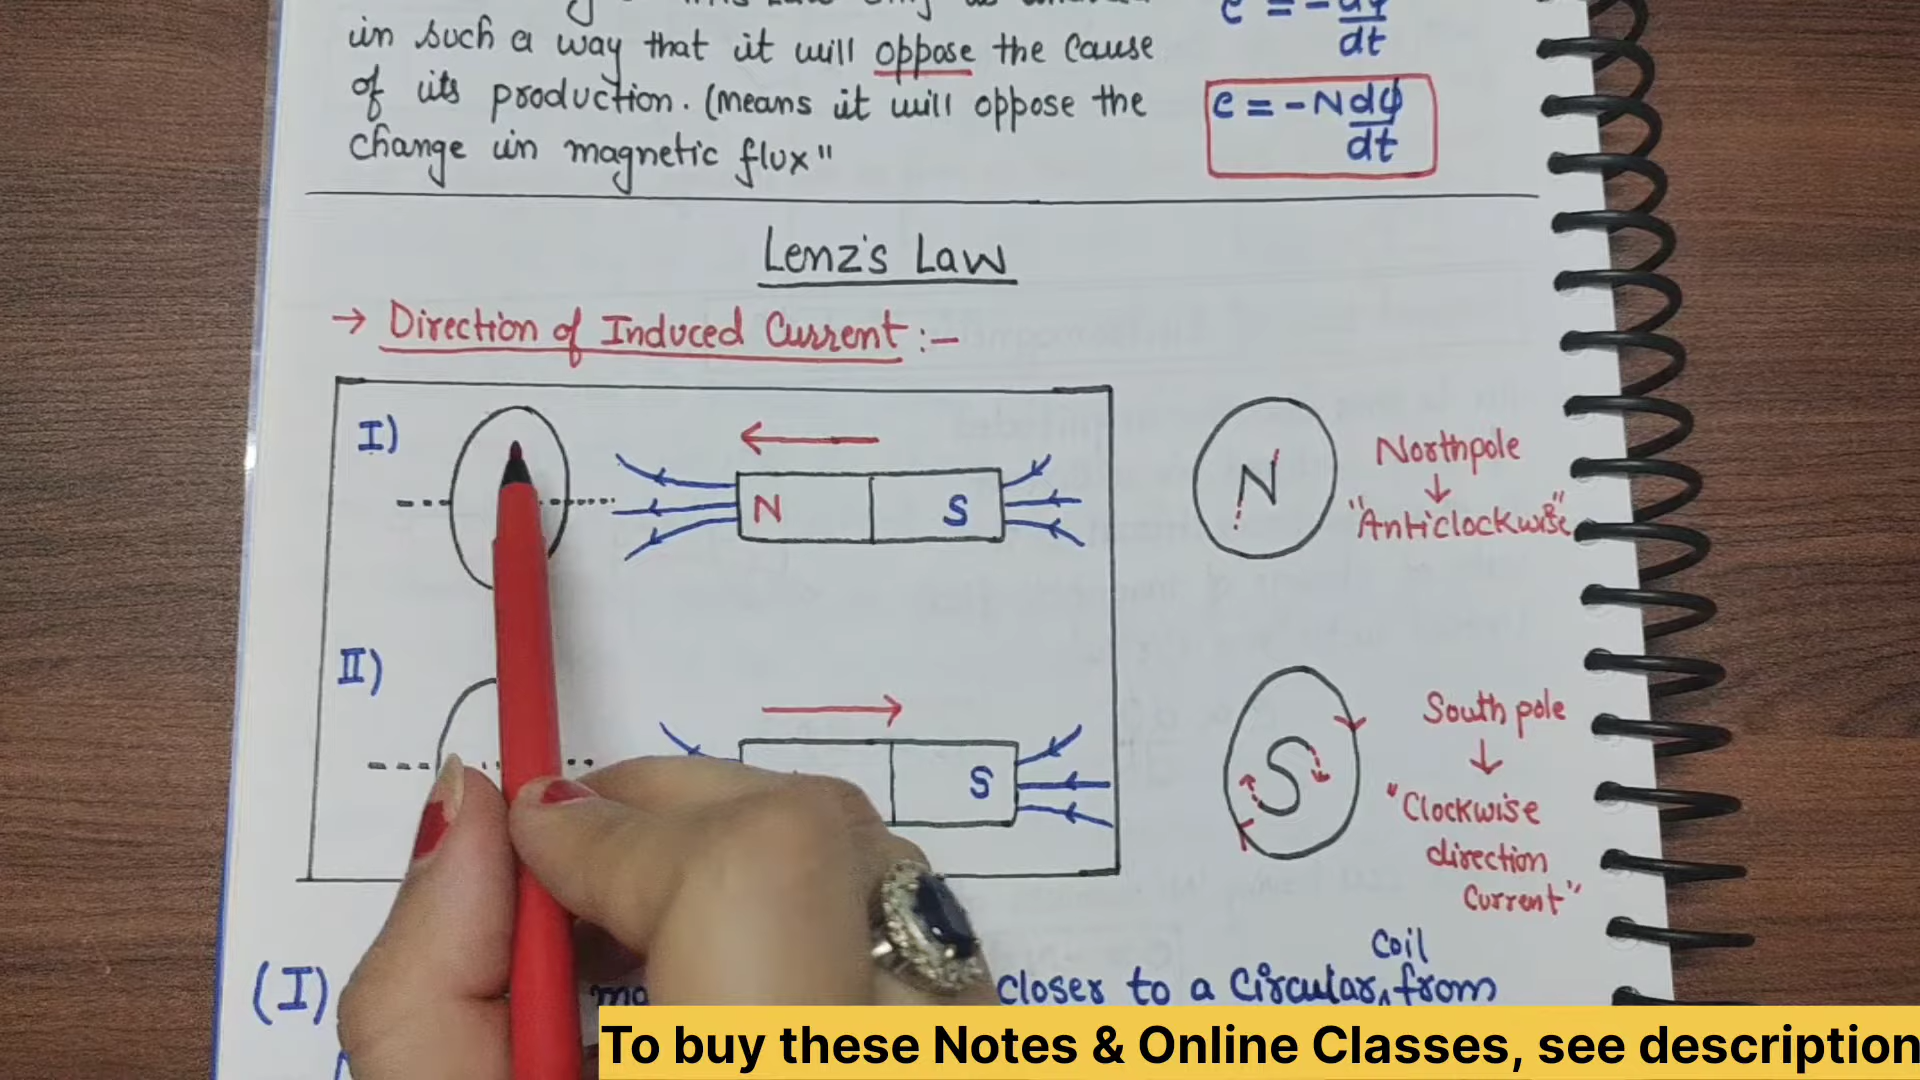 e = -dφ
dt
in such a way that it will oppose the cause
of its production. (means it will oppose the
change in magnetic flux"
e = -Ndφ
dt
Lenz's Law
→ Direction of Induced Current :-
I)
N
S
N
Northpole
↓
"Anticlockwise"
II)
S
S
South pole
↓
"Clockwise
direction
Current"
(I)
closer to a Circular from
Coil
To buy these Notes & Online Classes, see description